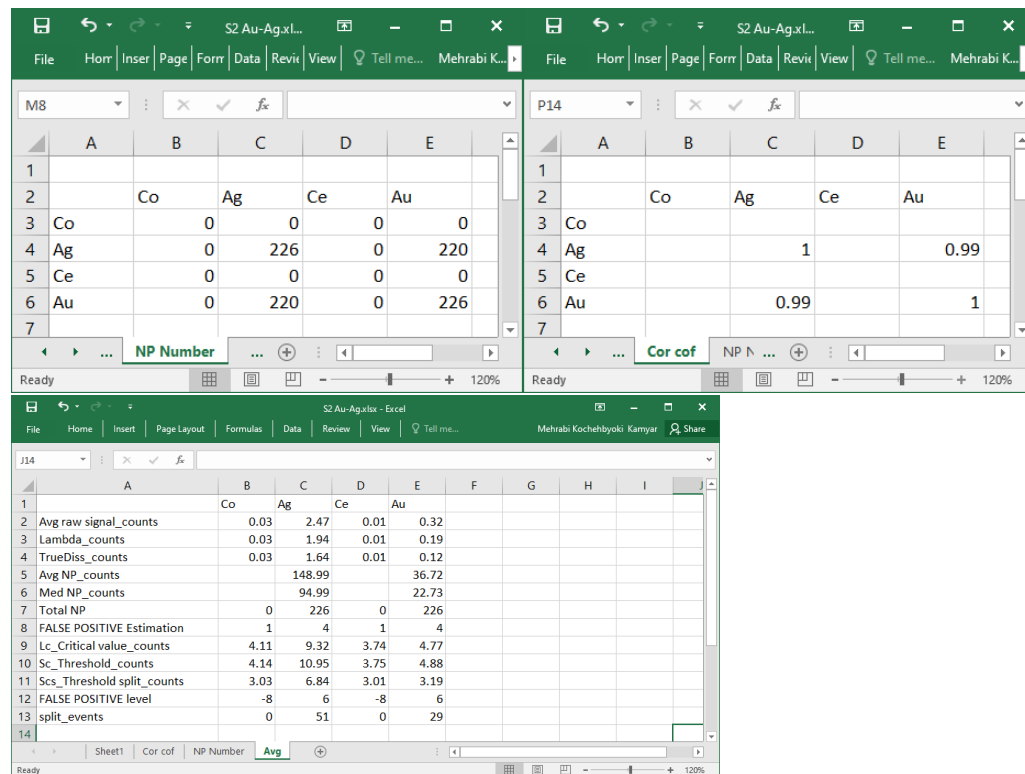 S2 Au-Ag.xl...
File Hom Inser Page Form Data Revie View Tell me... Mehrabi K...
M8 fx
A B C D E
1
2 Co Ag Ce Au
3 Co 0 0 0 0
4 Ag 0 226 0 220
5 Ce 0 0 0 0
6 Au 0 220 0 226
7
... NP Number ...
Ready 120%
S2 Au-Ag.xl...
File Hom Inser Page Form Data Revie View Tell me... Mehrabi K...
P14 fx
A B C D E
1
2 Co Ag Ce Au
3 Co
4 Ag 1 0.99
5 Ce
6 Au 0.99 1
7
... Cor cof NP N ...
Ready 120%
S2 Au-Ag.xlsx - Excel
File Home Insert Page Layout Formulas Data Review View Tell me... Mehrabi Kochehbyoki Kamyar Share
J14 fx
A B C D E F G H I J
1 Co Ag Ce Au
2 Avg raw signal_counts 0.03 2.47 0.01 0.32
3 Lambda_counts 0.03 1.94 0.01 0.19
4 TrueDiss_counts 0.03 1.64 0.01 0.12
5 Avg NP_counts 148.99 36.72
6 Med NP_counts 94.99 22.73
7 Total NP 0 226 0 226
8 FALSE POSITIVE Estimation 1 4 1 4
9 Lc_Critical value_counts 4.11 9.32 3.74 4.77
10 Sc_Threshold_counts 4.14 10.95 3.75 4.88
11 Scs_Threshold split_counts 3.03 6.84 3.01 3.19
12 FALSE POSITIVE level -8 6 -8 6
13 split_events 0 51 0 29
14
Sheet1 Cor cof NP Number Avg
Ready 120%